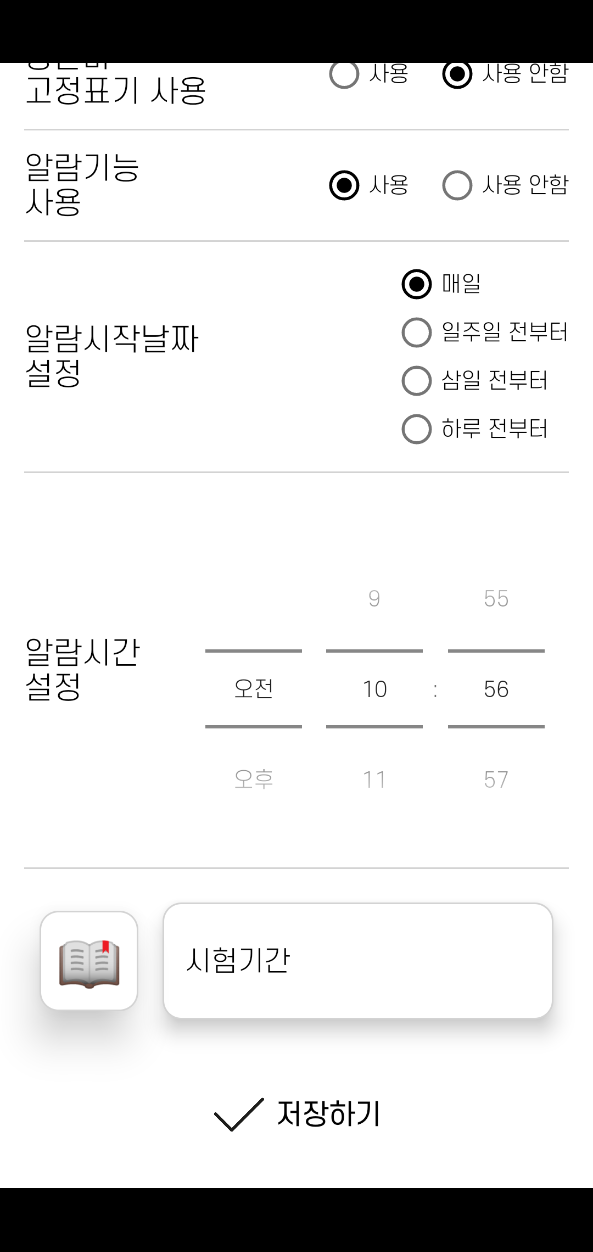 고정표기 사용
사용
사용 안함
알람기능
사용
사용
사용 안함
알람시작날짜
설정
매일
일주일 전부터
삼일 전부터
하루 전부터
알람시간
설정
9
55
오전
10
:
56
오후
11
57
시험기간
저장하기